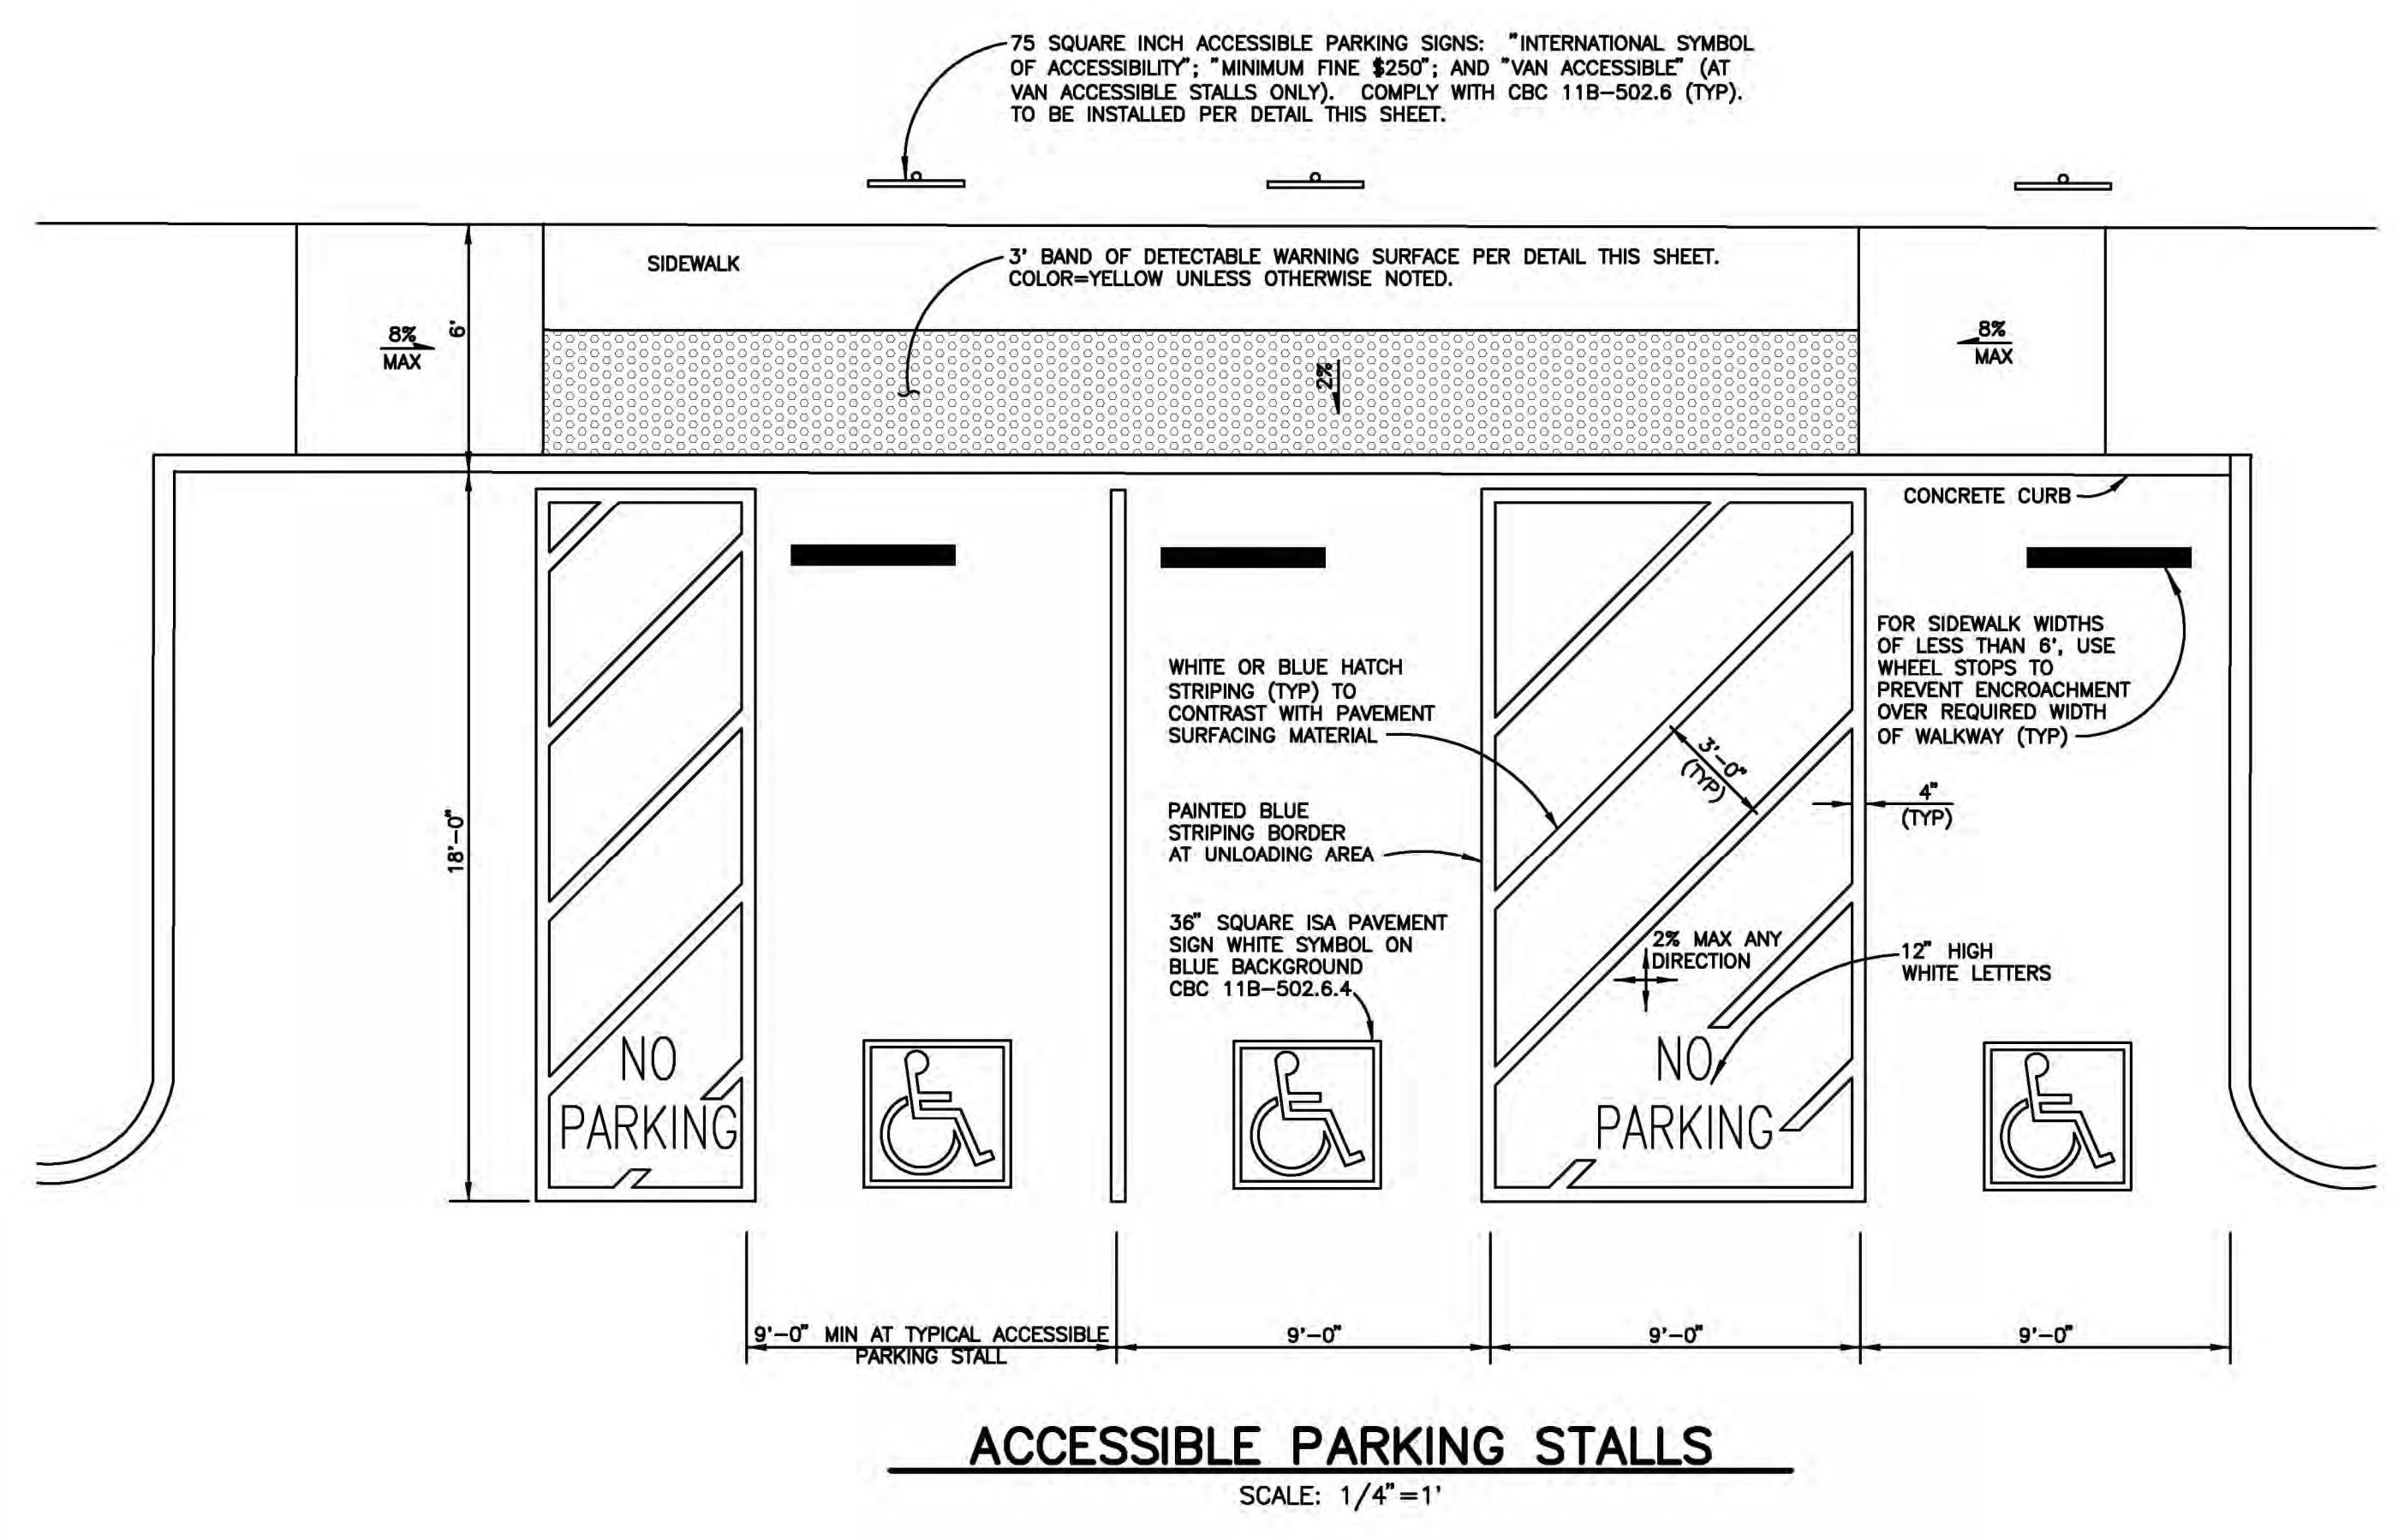 75 SQUARE INCH ACCESSIBLE PARKING SIGNS: "INTERNATIONAL SYMBOL
OF ACCESSIBILITY"; "MINIMUM FINE $250"; AND "VAN ACCESSIBLE" (AT
VAN ACCESSIBLE STALLS ONLY). COMPLY WITH CBC 11B-502.6 (TYP).
TO BE INSTALLED PER DETAIL THIS SHEET.
SIDEWALK
3' BAND OF DETECTABLE WARNING SURFACE PER DETAIL THIS SHEET.
COLOR=YELLOW UNLESS OTHERWISE NOTED.
8%
MAX
6'
2%
8%
MAX
CONCRETE CURB
FOR SIDEWALK WIDTHS
OF LESS THAN 6', USE
WHEEL STOPS TO
PREVENT ENCROACHMENT
OVER REQUIRED WIDTH
OF WALKWAY (TYP)
WHITE OR BLUE HATCH
STRIPING (TYP) TO
CONTRAST WITH PAVEMENT
SURFACING MATERIAL
3'-0"
(TYP)
4"
(TYP)
18'-0"
PAINTED BLUE
STRIPING BORDER
AT UNLOADING AREA
36" SQUARE ISA PAVEMENT
SIGN WHITE SYMBOL ON
BLUE BACKGROUND
CBC 11B-502.6.4
2% MAX ANY
DIRECTION
12" HIGH
WHITE LETTERS
NO
PARKING
NO
PARKING
9'-0" MIN AT TYPICAL ACCESSIBLE
PARKING STALL
9'-0"
9'-0"
9'-0"
ACCESSIBLE PARKING STALLS
SCALE: 1/4"=1'